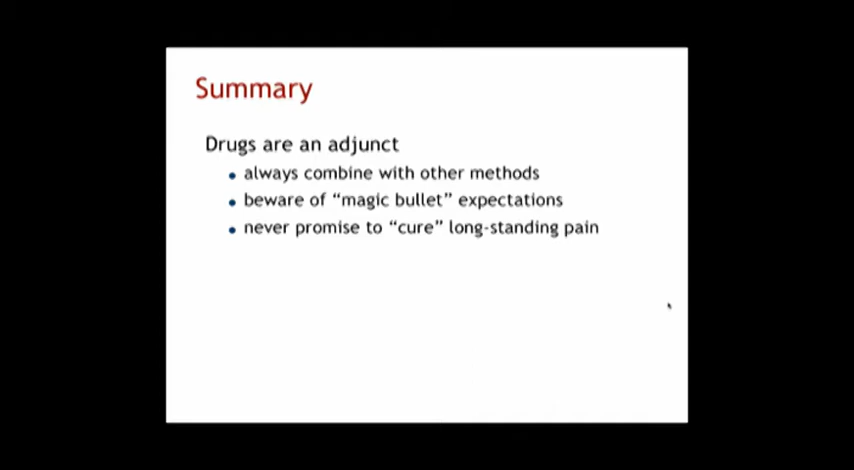 Summary
Drugs are an adjunct
• always combine with other methods
• beware of “magic bullet” expectations
• never promise to “cure” long-standing pain